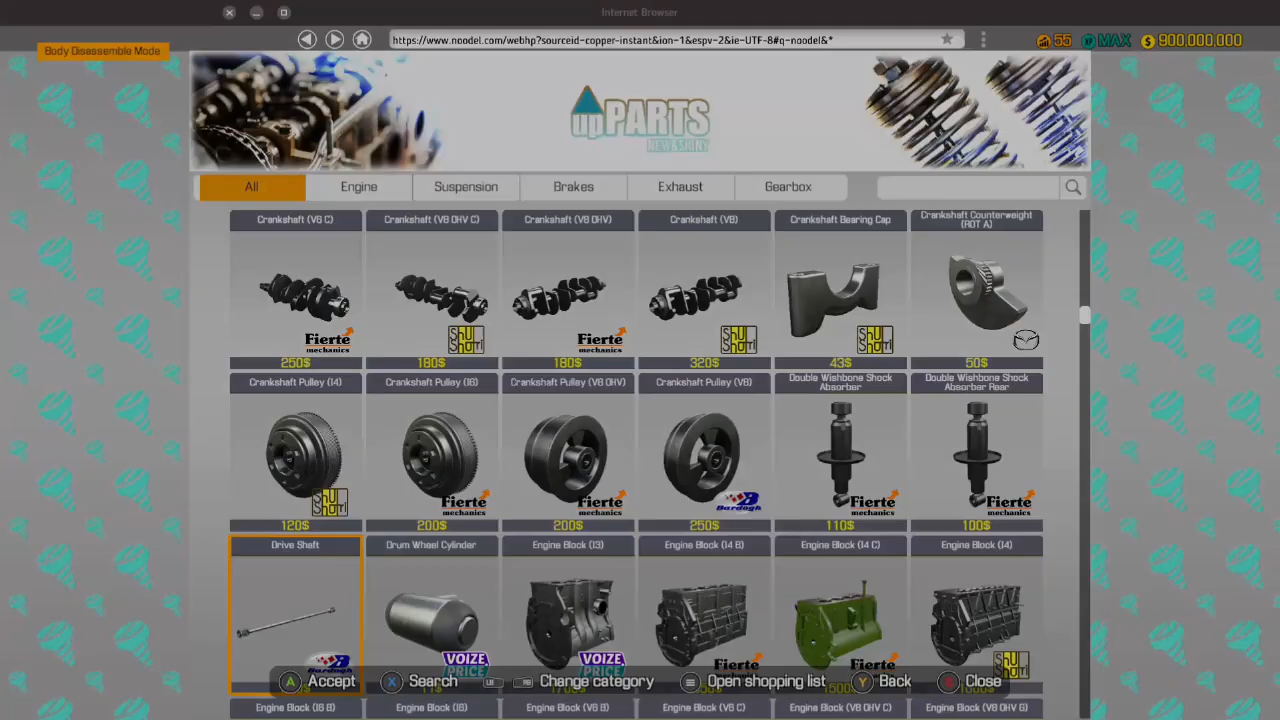 Internet Browser
Body Disassemble Mode
https://www.noodel.com/webhp?sourceid-copper-instant&ion-1&espv-2&ie-UTF-8#q-noodel&*
55
MAX
900,000,000
upPARTS
NEW&SHINY
All
Engine
Suspension
Brakes
Exhaust
Gearbox
Crankshaft (V6 C)
Crankshaft (V8 OHV C)
Crankshaft (V8 OHV)
Crankshaft (V8)
Crankshaft Bearing Cap
Crankshaft Counterweight (ROT A)
Fierte mechanics
Fierte mechanics
250$
180$
180$
320$
43$
50$
Crankshaft Pulley (I4)
Crankshaft Pulley (I6)
Crankshaft Pulley (V8 OHV)
Crankshaft Pulley (V8)
Double Wishbone Shock Absorber
Double Wishbone Shock Absorber Rear
Fierte mechanics
Fierte mechanics
Bardogh
Fierte mechanics
Fierte mechanics
120$
200$
200$
250$
110$
100$
Drive Shaft
Drum Wheel Cylinder
Engine Block (I3)
Engine Block (I4 B)
Engine Block (I4 C)
Engine Block (I4)
Bardogh
VOIZE PRICE
VOIZE PRICE
Fierte
Fierte
A Accept
X Search
LB RB Change category
Open shopping list
Y Back
Close
Engine Block (I6 B)
Engine Block (I6)
Engine Block (V6 B)
Engine Block (V6 C)
Engine Block (V8 OHV C)
Engine Block (V8 OHV B)